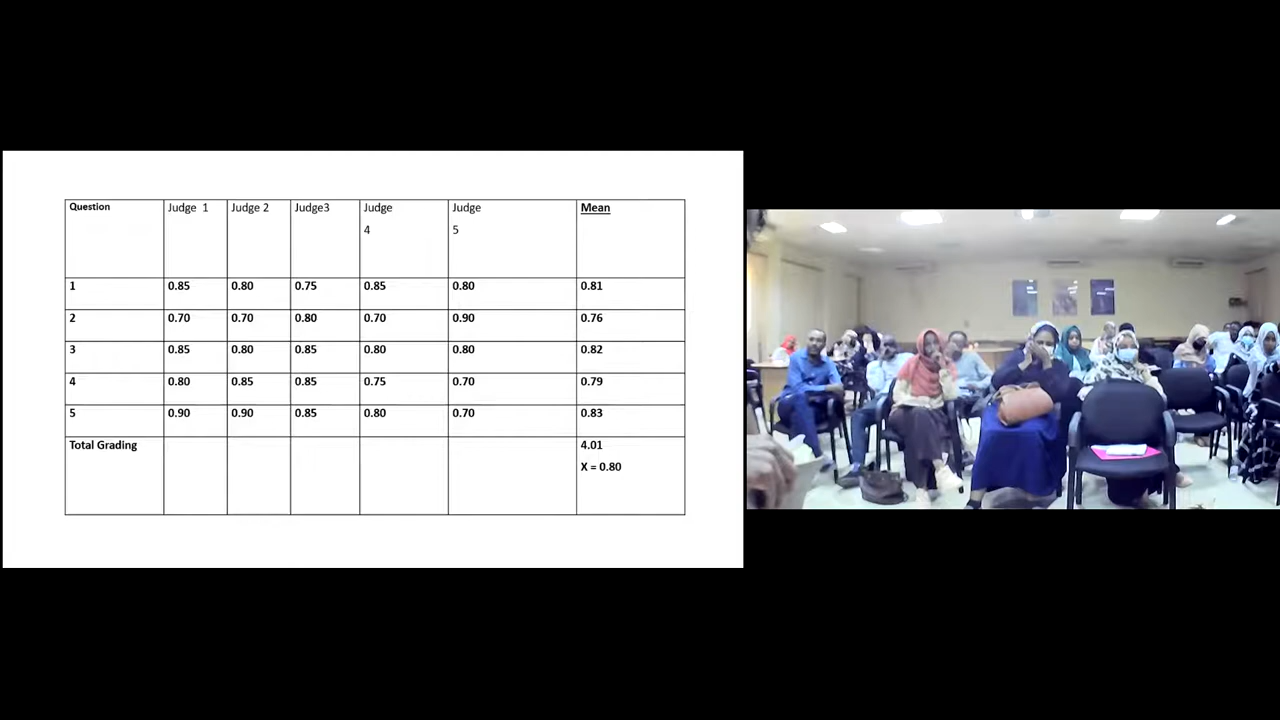 Question Judge 1 Judge 2 Judge3 Judge 4 Judge 5 Mean
1 0.85 0.80 0.75 0.85 0.80 0.81
2 0.70 0.70 0.80 0.70 0.90 0.76
3 0.85 0.80 0.85 0.80 0.80 0.82
4 0.80 0.85 0.85 0.75 0.70 0.79
5 0.90 0.90 0.85 0.80 0.70 0.83
Total Grading 4.01
X = 0.80